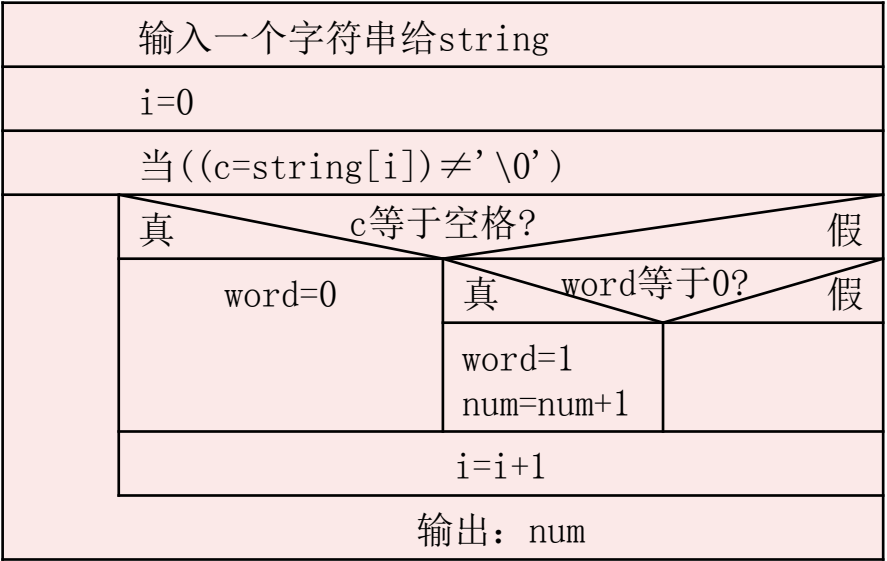 输入一个字符串给string
i=0
当((c=string[i])≠'\0')
c等于空格?
真
假
word=0
word等于0?
真
假
word=1
num=num+1
i=i+1
输出：num